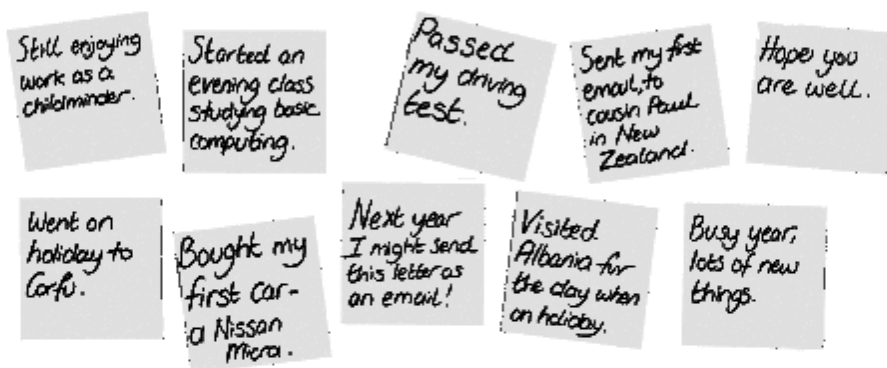 Still enjoying
work as a
childminder.
Started an
evening class
studying basic
computing.
Passed
my driving
test.
Sent my first
email, to
cousin Paul
in New
Zealand.
Hope you
are well.
Went on
holiday to
Corfu.
Bought my
first car-
a Nissan
Micra.
Next year
I might send
this letter as
an email!
Visited
Albania for
the day when
on holiday.
Busy year,
lots of new
things.